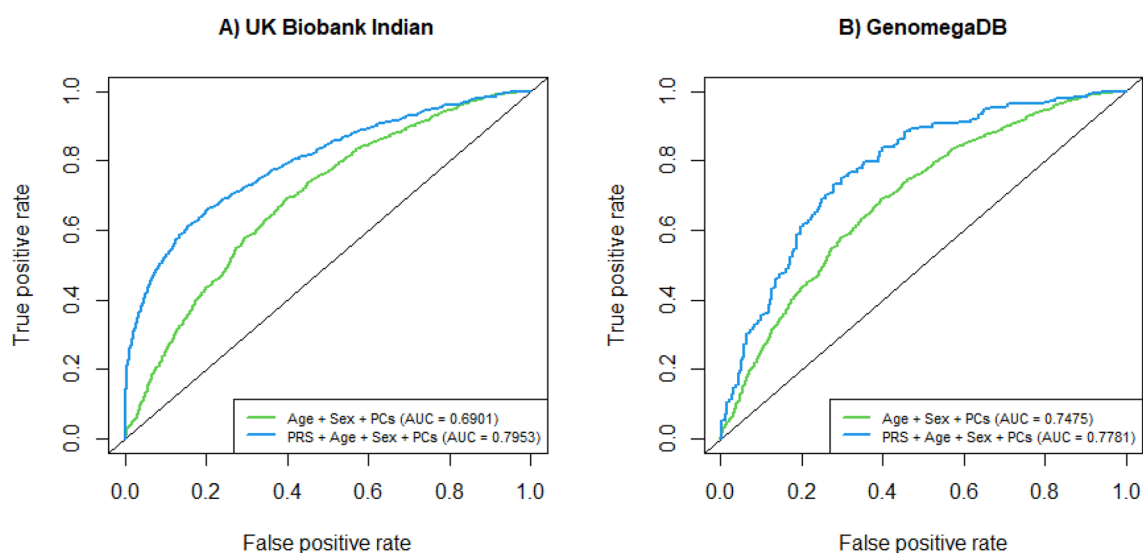 A) UK Biobank Indian
True positive rate
1.0
0.8
0.6
0.4
0.2
0.0
Age + Sex + PCs (AUC = 0.6901)
PRS + Age + Sex + PCs (AUC = 0.7953)
0.0 0.2 0.4 0.6 0.8 1.0
False positive rate
B) GenomegaDB
True positive rate
1.0
0.8
0.6
0.4
0.2
0.0
Age + Sex + PCs (AUC = 0.7475)
PRS + Age + Sex + PCs (AUC = 0.7781)
0.0 0.2 0.4 0.6 0.8 1.0
False positive rate